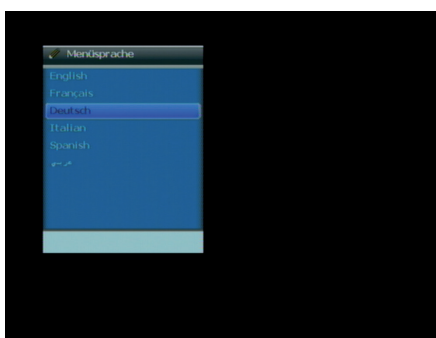 Menüsprache
English
Français
Deutsch
Italian
Spanish